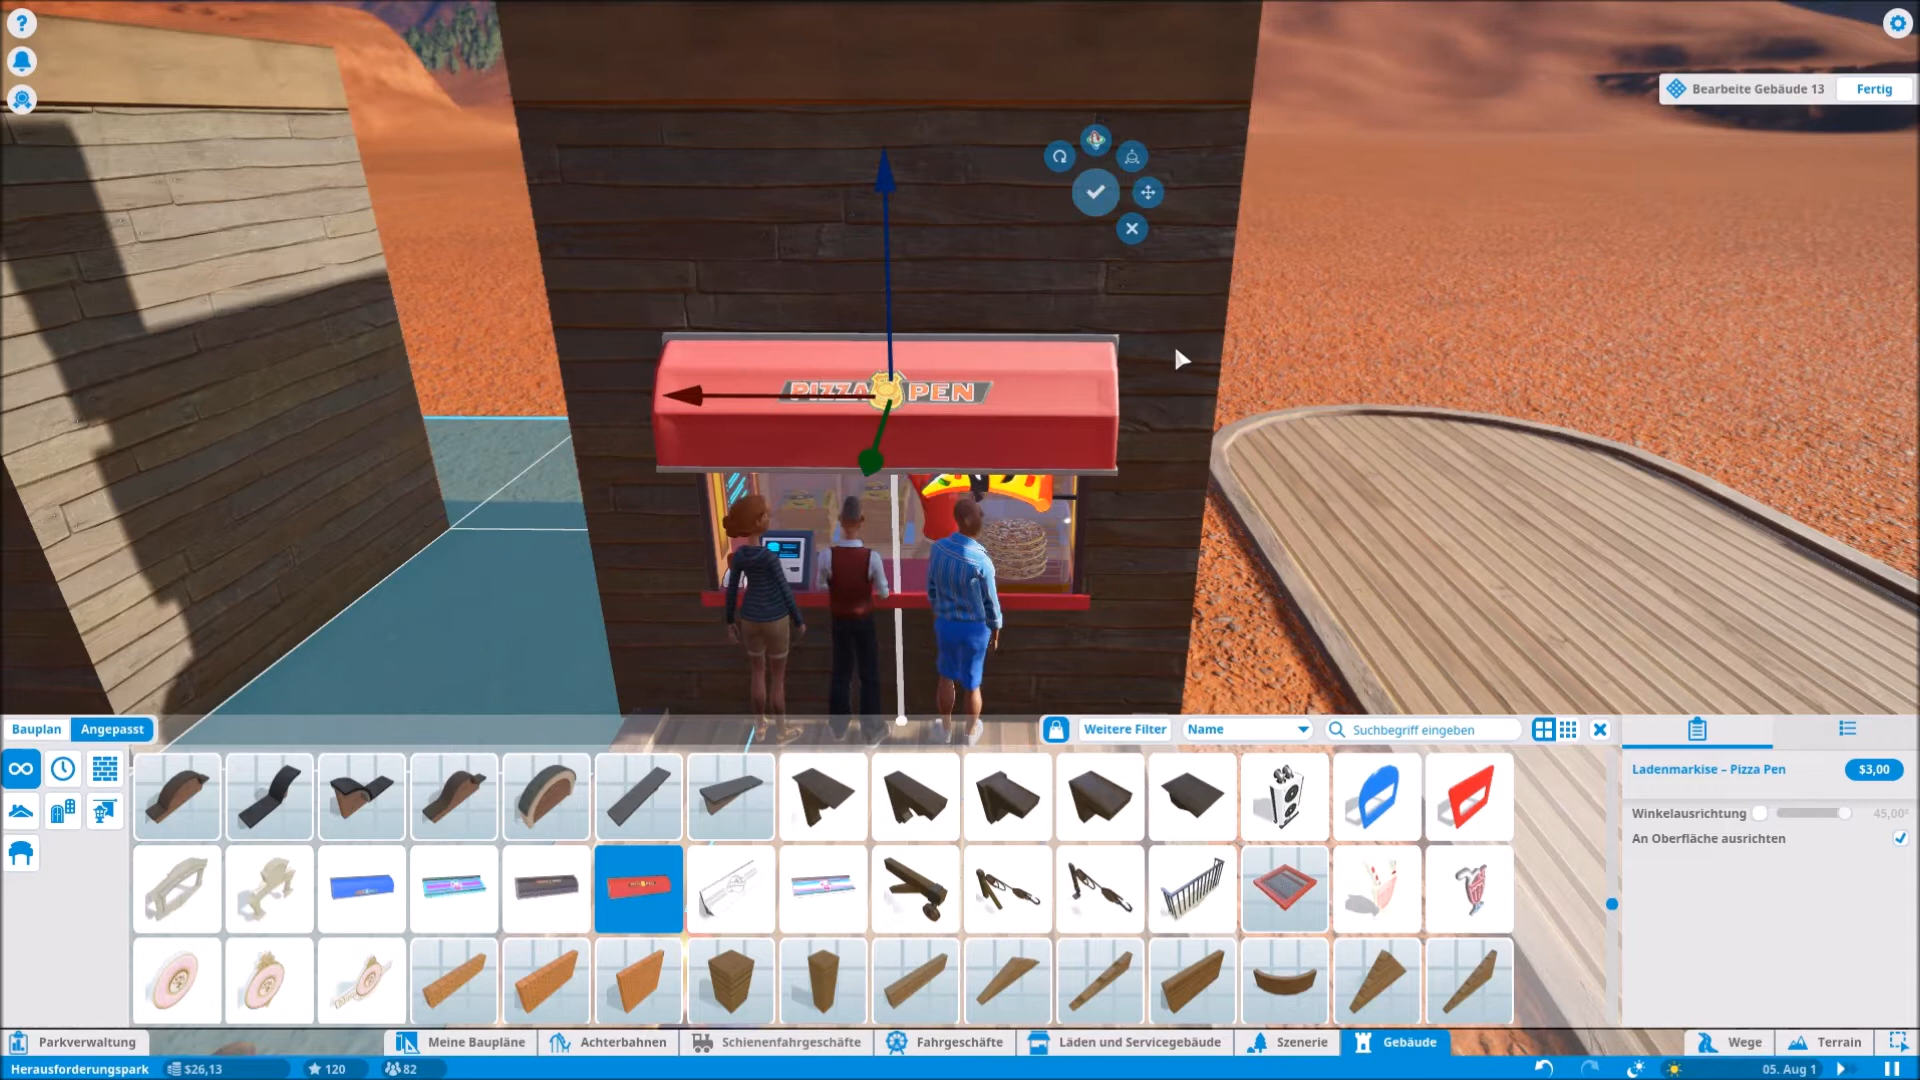 Bearbeite Gebäude 13
Fertig
PIZZA PEN
Bauplan
Angepasst
Weitere Filter
Name
Suchbegriff eingeben
Ladenmarkise – Pizza Pen
$3,00
Winkelausrichtung
45,00°
An Oberfläche ausrichten
Parkverwaltung
Meine Baupläne
Achterbahnen
Schienenfahrgeschäfte
Fahrgeschäfte
Läden und Servicegebäude
Szenerie
Gebäude
Wege
Terrain
Herausforderungspark
$26,13
120
82
05. Aug 1